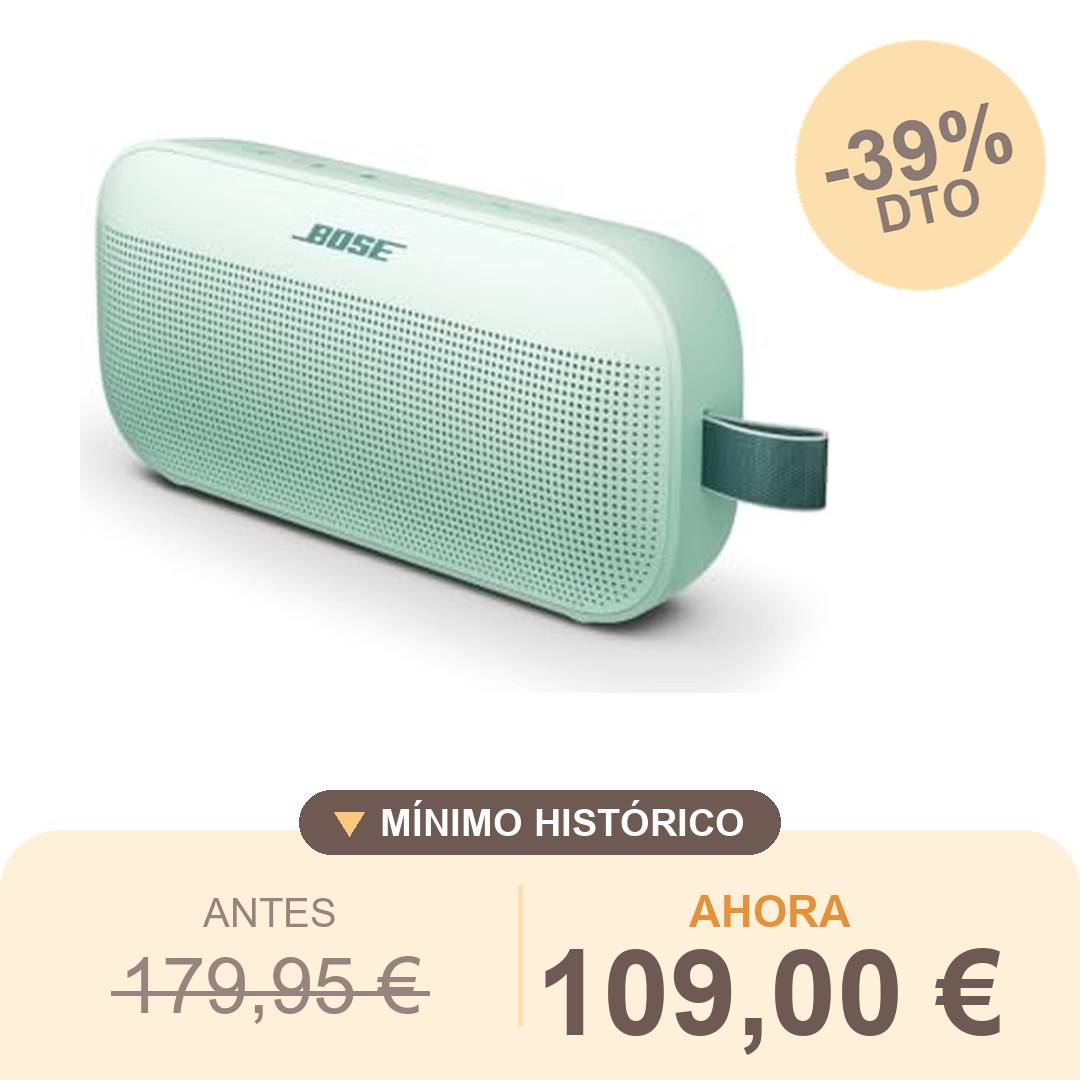 -39%
DTO
BOSE
MÍNIMO HISTÓRICO
ANTES
179,95 €
AHORA
109,00 €